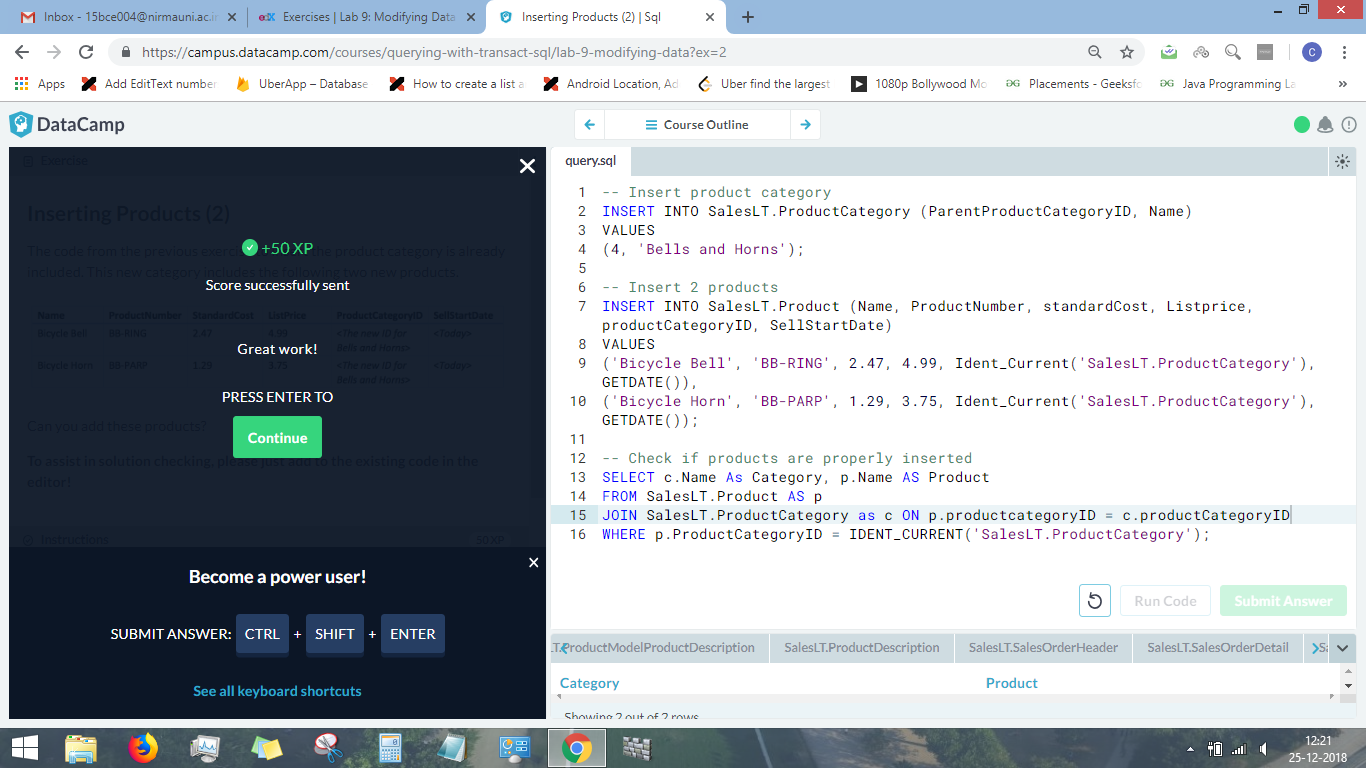 Inbox - 15bce004@nirmauni.ac.in
edX Exercises | Lab 9: Modifying Data
Inserting Products (2) | Sql
https://campus.datacamp.com/courses/querying-with-transact-sql/lab-9-modifying-data?ex=2
C
Apps
Add EditText number
UberApp – Database
How to create a list a
Android Location, Ad
Uber find the largest
1080p Bollywood Mo
Placements - Geeksfo
Java Programming La
»
DataCamp
Course Outline
Exercise
Inserting Products (2)
The code from the previous exercise the product category is already
included. This new category includes the following two new products.
Name ProductNumber StandardCost ListPrice ProductCategoryID SellStartDate
Bicycle Bell BB-RING 2.47 4.99 <The new ID for <Today>
Bells and Horns>
Bicycle Horn BB-PARP 1.29 3.75 <The new ID for <Today>
Bells and Horns>
Can you add these products?
To assist in solution checking, please just add to the existing code in the
editor!
Instructions 50 XP
+50 XP
Score successfully sent
Great work!
PRESS ENTER TO
Continue
Become a power user!
SUBMIT ANSWER: CTRL + SHIFT + ENTER
See all keyboard shortcuts
query.sql
1 -- Insert product category
2 INSERT INTO SalesLT.ProductCategory (ParentProductCategoryID, Name)
3 VALUES
4 (4, 'Bells and Horns');
5
6 -- Insert 2 products
7 INSERT INTO SalesLT.Product (Name, ProductNumber, standardCost, Listprice,
productCategoryID, SellStartDate)
8 VALUES
9 ('Bicycle Bell', 'BB-RING', 2.47, 4.99, Ident_Current('SalesLT.ProductCategory'),
GETDATE()),
10 ('Bicycle Horn', 'BB-PARP', 1.29, 3.75, Ident_Current('SalesLT.ProductCategory'),
GETDATE());
11
12 -- Check if products are properly inserted
13 SELECT c.Name As Category, p.Name AS Product
14 FROM SalesLT.Product AS p
15 JOIN SalesLT.ProductCategory as c ON p.productcategoryID = c.productCategoryID
16 WHERE p.ProductCategoryID = IDENT_CURRENT('SalesLT.ProductCategory');
Run Code
Submit Answer
.T.ProductModelProductDescription
SalesLT.ProductDescription
SalesLT.SalesOrderHeader
SalesLT.SalesOrderDetail
Category Product
Showing 2 out of 2 rows
12:21
25-12-2018